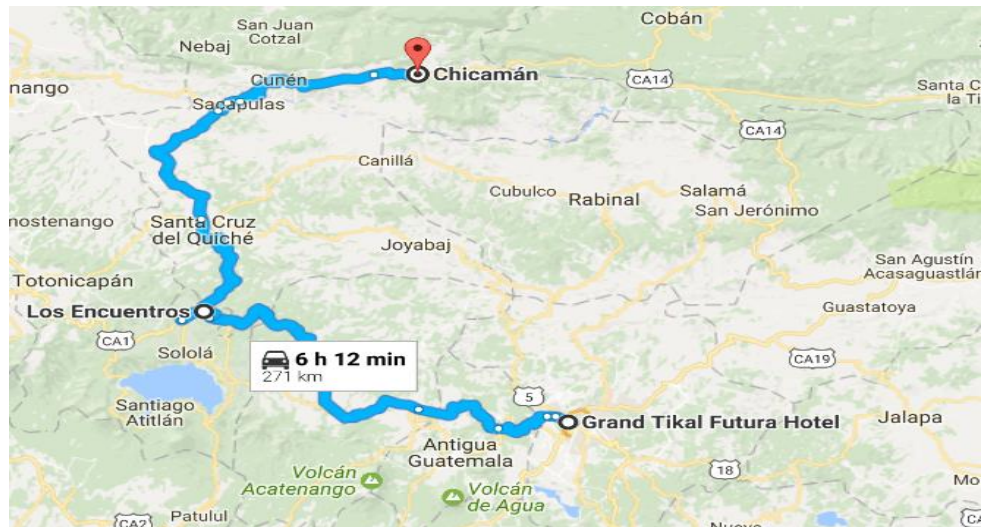 San Juan
Cotzal
Cobán
Nebaj
Chicamán
Cunén
CA14
nango
Santa C
la Ti
Sacapulas
CA14
Canillá
Cubulco
Rabinal
Salamá
San Jerónimo
nostenango
Santa Cruz
del Quiché
Joyabaj
San Agustín
Acasaguastlán
Totonicapán
Los Encuentros
Guastatoya
CA1
Sololá
6 h 12 min
271 km
CA19
Santiago
Atitlán
5
Grand Tikal Futura Hotel
Jalapa
Antigua
Guatemala
18
Volcán
Acatenango
Volcán
de Agua
Mo
CA2
Patulul